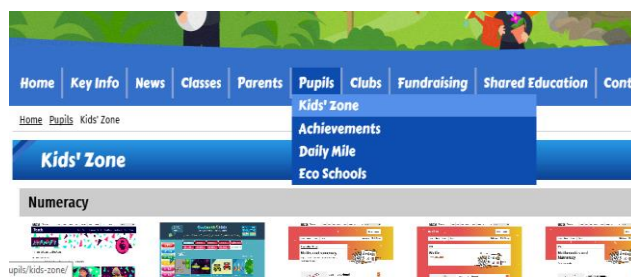 Home Key Info News Classes Parents Pupils Clubs Fundraising Shared Education Cont
Kids' Zone
Achievements
Daily Mile
Eco Schools
Home Pupils Kids' Zone
Kids' Zone
Numeracy
upils/kids-zone/